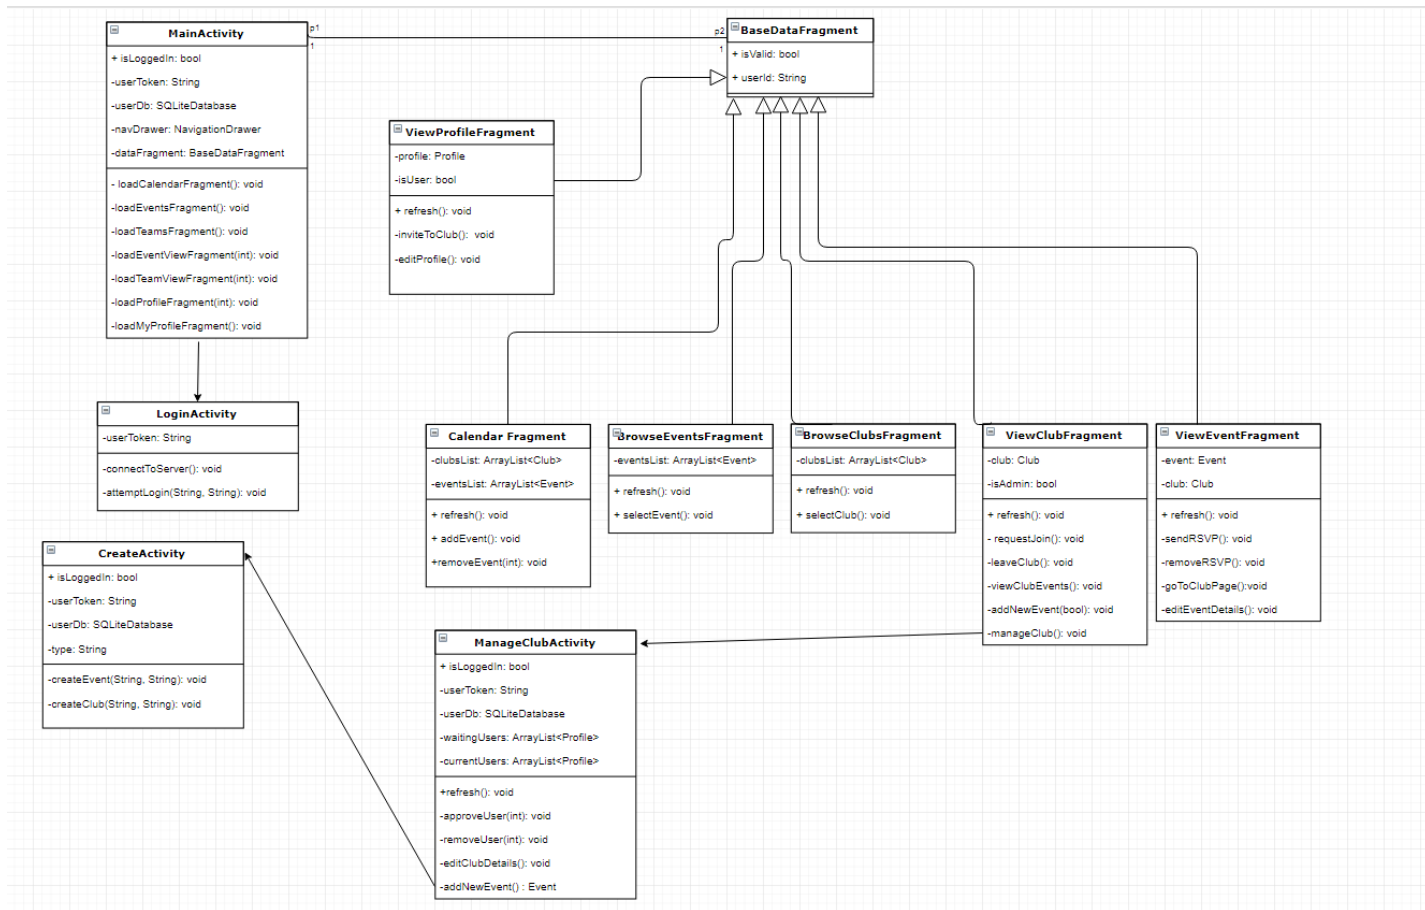 MainActivity
+ isLoggedIn: bool
-userToken: String
-userDb: SQLiteDatabase
-navDrawer: NavigationDrawer
-dataFragment: BaseDataFragment
- loadCalendarFragment(): void
-loadEventsFragment(): void
-loadTeamsFragment(): void
-loadEventViewFragment(int): void
-loadTeamViewFragment(int): void
-loadProfileFragment(int): void
-loadMyProfileFragment(): void
p1
1
p2
1
BaseDataFragment
+ isValid: bool
+ userId: String
ViewProfileFragment
-profile: Profile
-isUser: bool
+ refresh(): void
-inviteToClub(): void
-editProfile(): void
LoginActivity
-userToken: String
-connectToServer(): void
-attemptLogin(String, String): void
Calendar Fragment
-clubsList: ArrayList<Club>
-eventsList: ArrayList<Event>
+ refresh(): void
+ addEvent(): void
+removeEvent(int): void
BrowseEventsFragment
-eventsList: ArrayList<Event>
+ refresh(): void
+ selectEvent(): void
BrowseClubsFragment
-clubsList: ArrayList<Club>
+ refresh(): void
+ selectClub(): void
ViewClubFragment
-club: Club
-isAdmin: bool
+ refresh(): void
- requestJoin(): void
-leaveClub(): void
-viewClubEvents(): void
-addNewEvent(bool): void
-manageClub(): void
ViewEventFragment
-event: Event
-club: Club
+ refresh(): void
-sendRSVP(): void
-removeRSVP(): void
-goToClubPage():void
-editEventDetails(): void
CreateActivity
+ isLoggedIn: bool
-userToken: String
-userDb: SQLiteDatabase
-type: String
-createEvent(String, String): void
-createClub(String, String): void
ManageClubActivity
+ isLoggedIn: bool
-userToken: String
-userDb: SQLiteDatabase
-waitingUsers: ArrayList<Profile>
-currentUsers: ArrayList<Profile>
+refresh(): void
-approveUser(int): void
-removeUser(int): void
-editClubDetails(): void
-addNewEvent() : Event